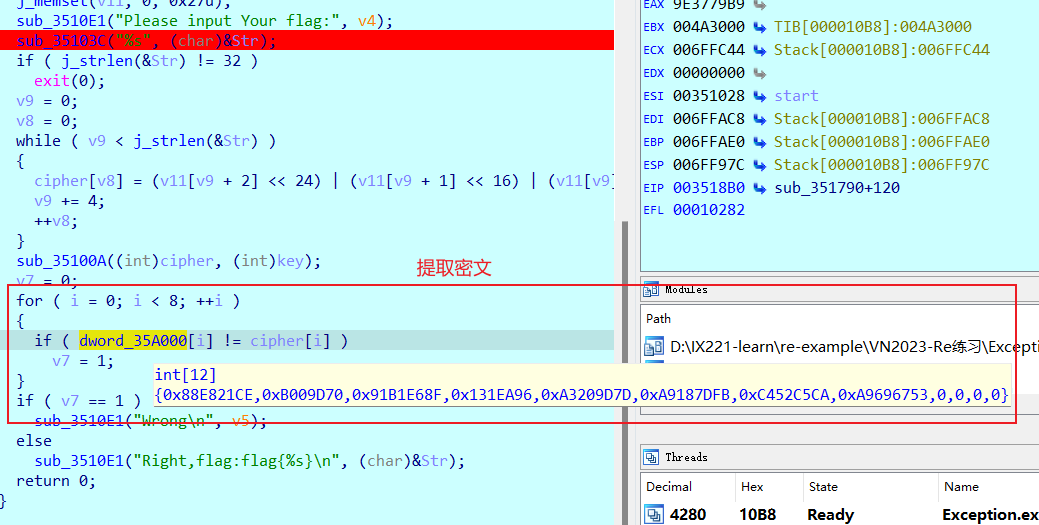 j_memset(v11, 0, 0x27u);
sub_3510E1("Please input Your flag:", v4);
sub_35103C("%s", (char)&Str);
if ( j_strlen(&Str) != 32 )
exit(0);
v9 = 0;
v8 = 0;
while ( v9 < j_strlen(&Str) )
{
cipher[v8] = (v11[v9 + 2] << 24) | (v11[v9 + 1] << 16) | (v11[v9]
v9 += 4;
++v8;
}
sub_35100A((int)cipher, (int)key);
提取密文
v7 = 0;
for ( i = 0; i < 8; ++i )
{
if ( dword_35A000[i] != cipher[i] )
v7 = 1;
}
int[12]
{0x88E821CE,0xB009D70,0x91B1E68F,0x131EA96,0xA3209D7D,0xA9187DFB,0xC452C5CA,0xA9696753,0,0,0,0}
if ( v7 == 1 )
sub_3510E1("Wrong\n", v5);
else
sub_3510E1("Right,flag:flag{%s}\n", (char)&Str);
return 0;
}
EAX 9E3779B9
EBX 004A3000 TIB[000010B8]:004A3000
ECX 006FFC44 Stack[000010B8]:006FFC44
EDX 00000000
ESI 00351028 start
EDI 006FFAC8 Stack[000010B8]:006FFAC8
EBP 006FFAE0 Stack[000010B8]:006FFAE0
ESP 006FF97C Stack[000010B8]:006FF97C
EIP 003518B0 sub_351790+120
EFL 00010282
Modules
Path
D:\IX221-learn\re-example\VN2023-Re练习\Exceptio
Threads
Decimal Hex State Name
4280 10B8 Ready Exception.ex